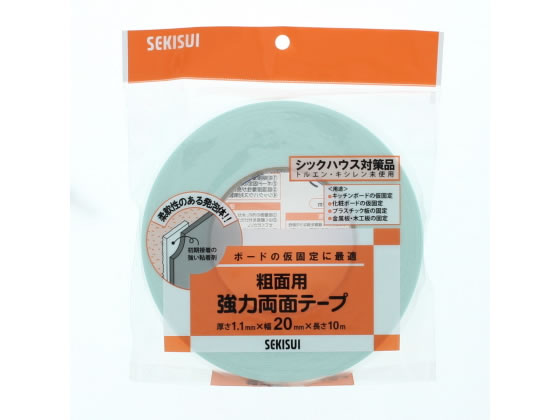 SEKISUI
シックハウス対策品
トルエン・キシレン未使用
<用途>
●キッチンボードの仮固定
●化粧ボードの仮固定
●プラスチック板の固定
●金属板・木工板の固定
柔軟性のある発泡体!!
初期接着の
強い粘着剤
ボードの仮固定に最適
粗面用
強力両面テープ
厚さ1.1mm×幅20mm×長さ10m
SEKISUI